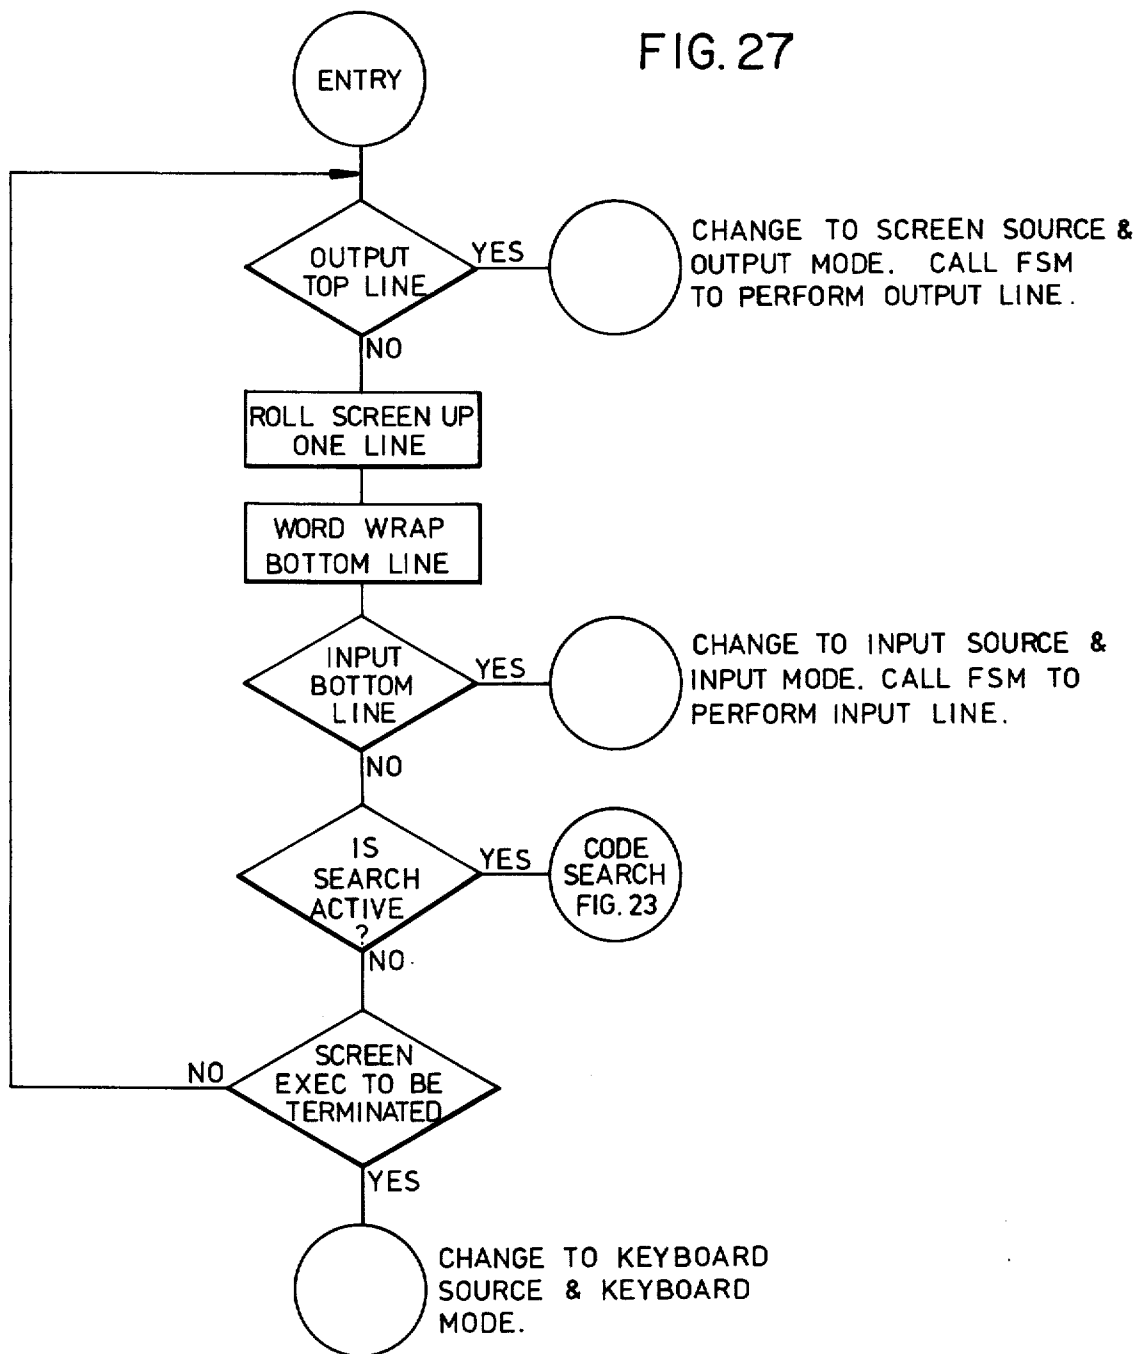 FIG. 27
ENTRY
OUTPUT
TOP LINE
YES
CHANGE TO SCREEN SOURCE &
OUTPUT MODE. CALL FSM
TO PERFORM OUTPUT LINE.
NO
ROLL SCREEN UP
ONE LINE
WORD WRAP
BOTTOM LINE
INPUT
BOTTOM
LINE
YES
CHANGE TO INPUT SOURCE &
INPUT MODE. CALL FSM TO
PERFORM INPUT LINE.
NO
IS
SEARCH
ACTIVE
?
YES
CODE
SEARCH
FIG. 23
NO
SCREEN
EXEC TO BE
TERMINATED
NO
YES
CHANGE TO KEYBOARD
SOURCE & KEYBOARD
MODE.